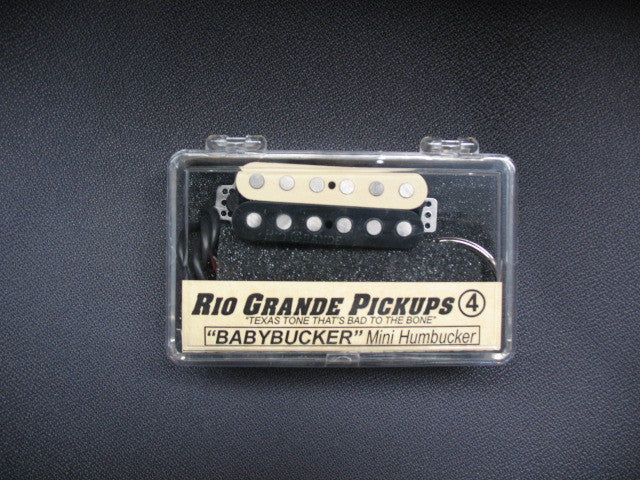 RIO GRANDE PICKUPS 4
"TEXAS TONE THAT'S BAD TO THE BONE"
"BABYBUCKER" Mini Humbucker